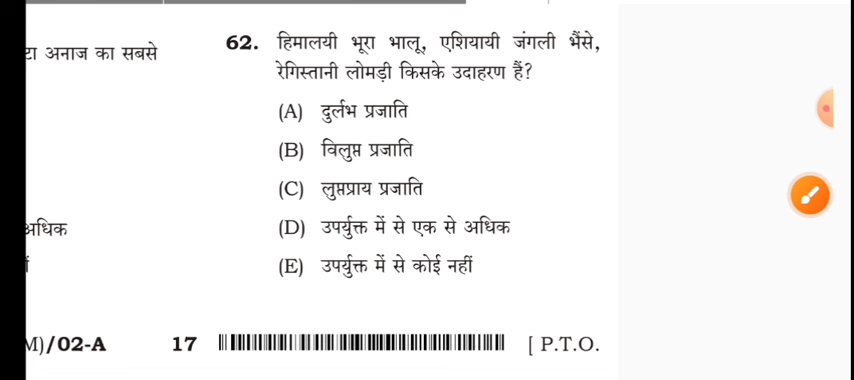 टा अनाज का सबसे
अधिक
62. हिमालयी भूरा भालू, एशियायी जंगली भैंसे,
रेगिस्तानी लोमड़ी किसके उदाहरण हैं?
(A) दुर्लभ प्रजाति
(B) विलुप्त प्रजाति
(C) लुप्तप्राय प्रजाति
(D) उपर्युक्त में से एक से अधिक
(E) उपर्युक्त में से कोई नहीं
M)/02-A
17
[ P.T.O.